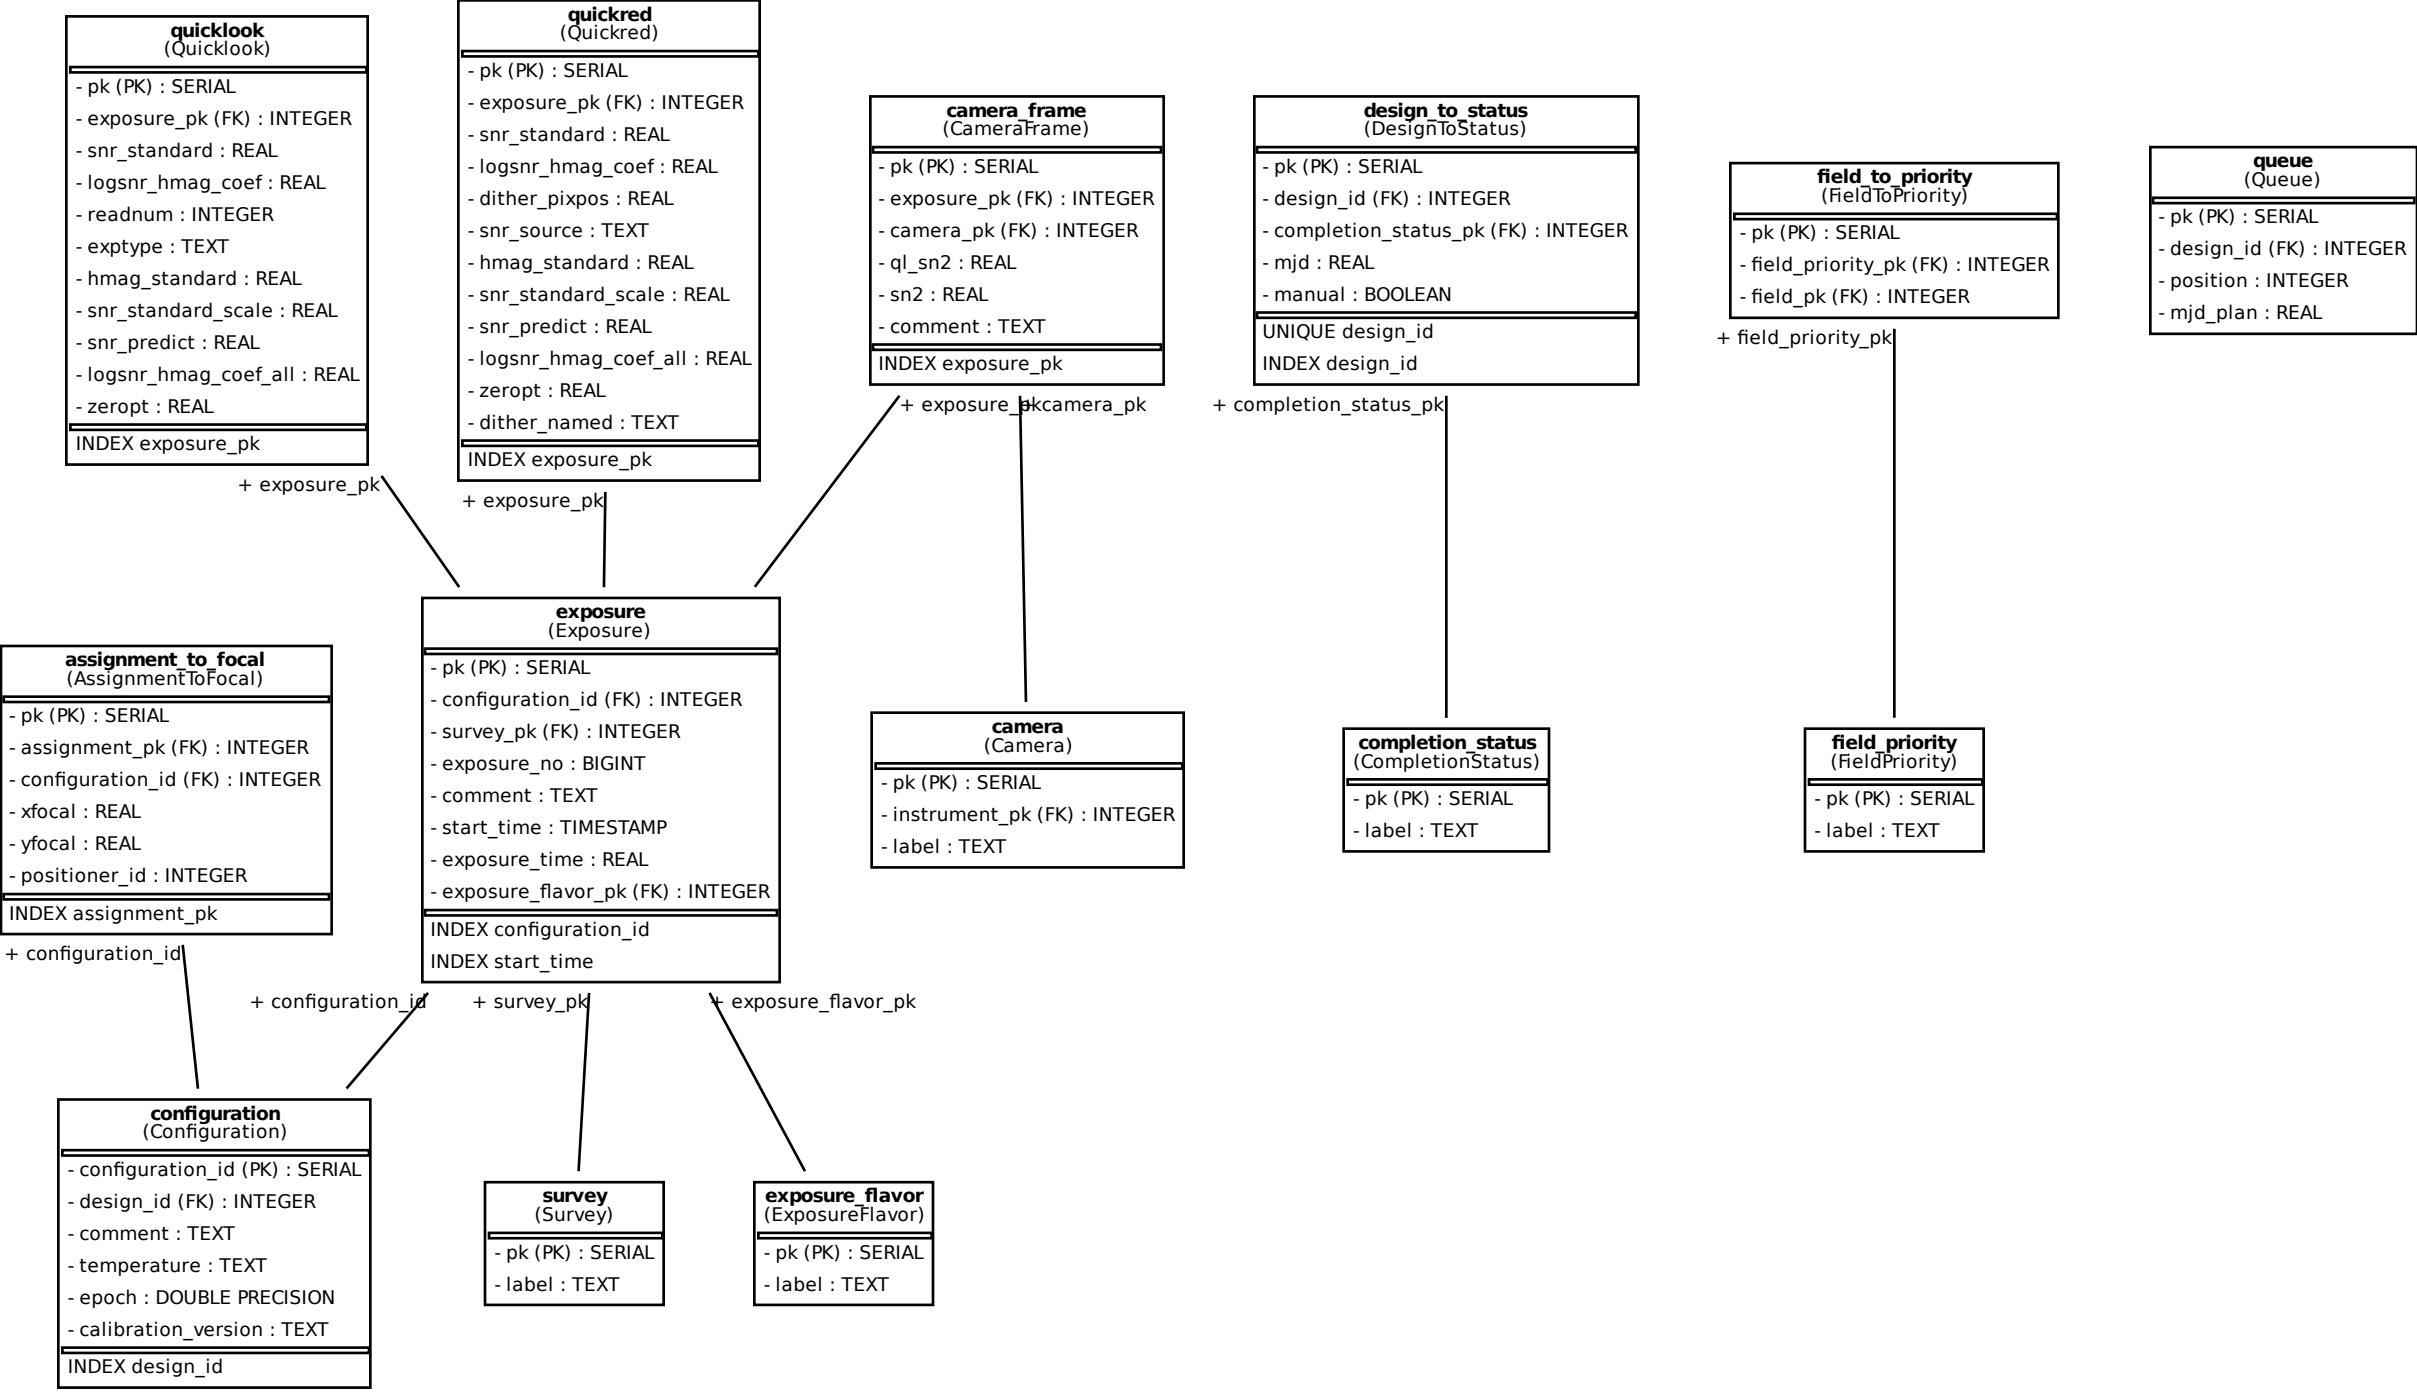 quicklook
(Quicklook)
- pk (PK) : SERIAL
- exposure_pk (FK) : INTEGER
- snr_standard : REAL
- logsnr_hmag_coef : REAL
- readnum : INTEGER
- exptype : TEXT
- hmag_standard : REAL
- snr_standard_scale : REAL
- snr_predict : REAL
- logsnr_hmag_coef_all : REAL
- zeropt : REAL
INDEX exposure_pk
+ exposure_pk
quickred
(Quickred)
- pk (PK) : SERIAL
- exposure_pk (FK) : INTEGER
- snr_standard : REAL
- logsnr_hmag_coef : REAL
- dither_pixpos : REAL
- snr_source : TEXT
- hmag_standard : REAL
- snr_standard_scale : REAL
- snr_predict : REAL
- logsnr_hmag_coef_all : REAL
- zeropt : REAL
- dither_named : TEXT
INDEX exposure_pk
+ exposure_pk
camera_frame
(CameraFrame)
- pk (PK) : SERIAL
- exposure_pk (FK) : INTEGER
- camera_pk (FK) : INTEGER
- ql_sn2 : REAL
- sn2 : REAL
- comment : TEXT
INDEX exposure_pk
+ exposure_pk
+ camera_pk
design_to_status
(DesignToStatus)
- pk (PK) : SERIAL
- design_id (FK) : INTEGER
- completion_status_pk (FK) : INTEGER
- mjd : REAL
- manual : BOOLEAN
UNIQUE design_id
INDEX design_id
+ completion_status_pk
field_to_priority
(FieldToPriority)
- pk (PK) : SERIAL
- field_priority_pk (FK) : INTEGER
- field_pk (FK) : INTEGER
+ field_priority_pk
queue
(Queue)
- pk (PK) : SERIAL
- design_id (FK) : INTEGER
- position : INTEGER
- mjd_plan : REAL
assignment_to_focal
(AssignmentToFocal)
- pk (PK) : SERIAL
- assignment_pk (FK) : INTEGER
- configuration_id (FK) : INTEGER
- xfocal : REAL
- yfocal : REAL
- positioner_id : INTEGER
INDEX assignment_pk
+ configuration_id
exposure
(Exposure)
- pk (PK) : SERIAL
- configuration_id (FK) : INTEGER
- survey_pk (FK) : INTEGER
- exposure_no : BIGINT
- comment : TEXT
- start_time : TIMESTAMP
- exposure_time : REAL
- exposure_flavor_pk (FK) : INTEGER
INDEX configuration_id
INDEX start_time
+ configuration_id
+ survey_pk
+ exposure_flavor_pk
camera
(Camera)
- pk (PK) : SERIAL
- instrument_pk (FK) : INTEGER
- label : TEXT
completion_status
(CompletionStatus)
- pk (PK) : SERIAL
- label : TEXT
field_priority
(FieldPriority)
- pk (PK) : SERIAL
- label : TEXT
configuration
(Configuration)
- configuration_id (PK) : SERIAL
- design_id (FK) : INTEGER
- comment : TEXT
- temperature : TEXT
- epoch : DOUBLE PRECISION
- calibration_version : TEXT
INDEX design_id
survey
(Survey)
- pk (PK) : SERIAL
- label : TEXT
exposure_flavor
(ExposureFlavor)
- pk (PK) : SERIAL
- label : TEXT